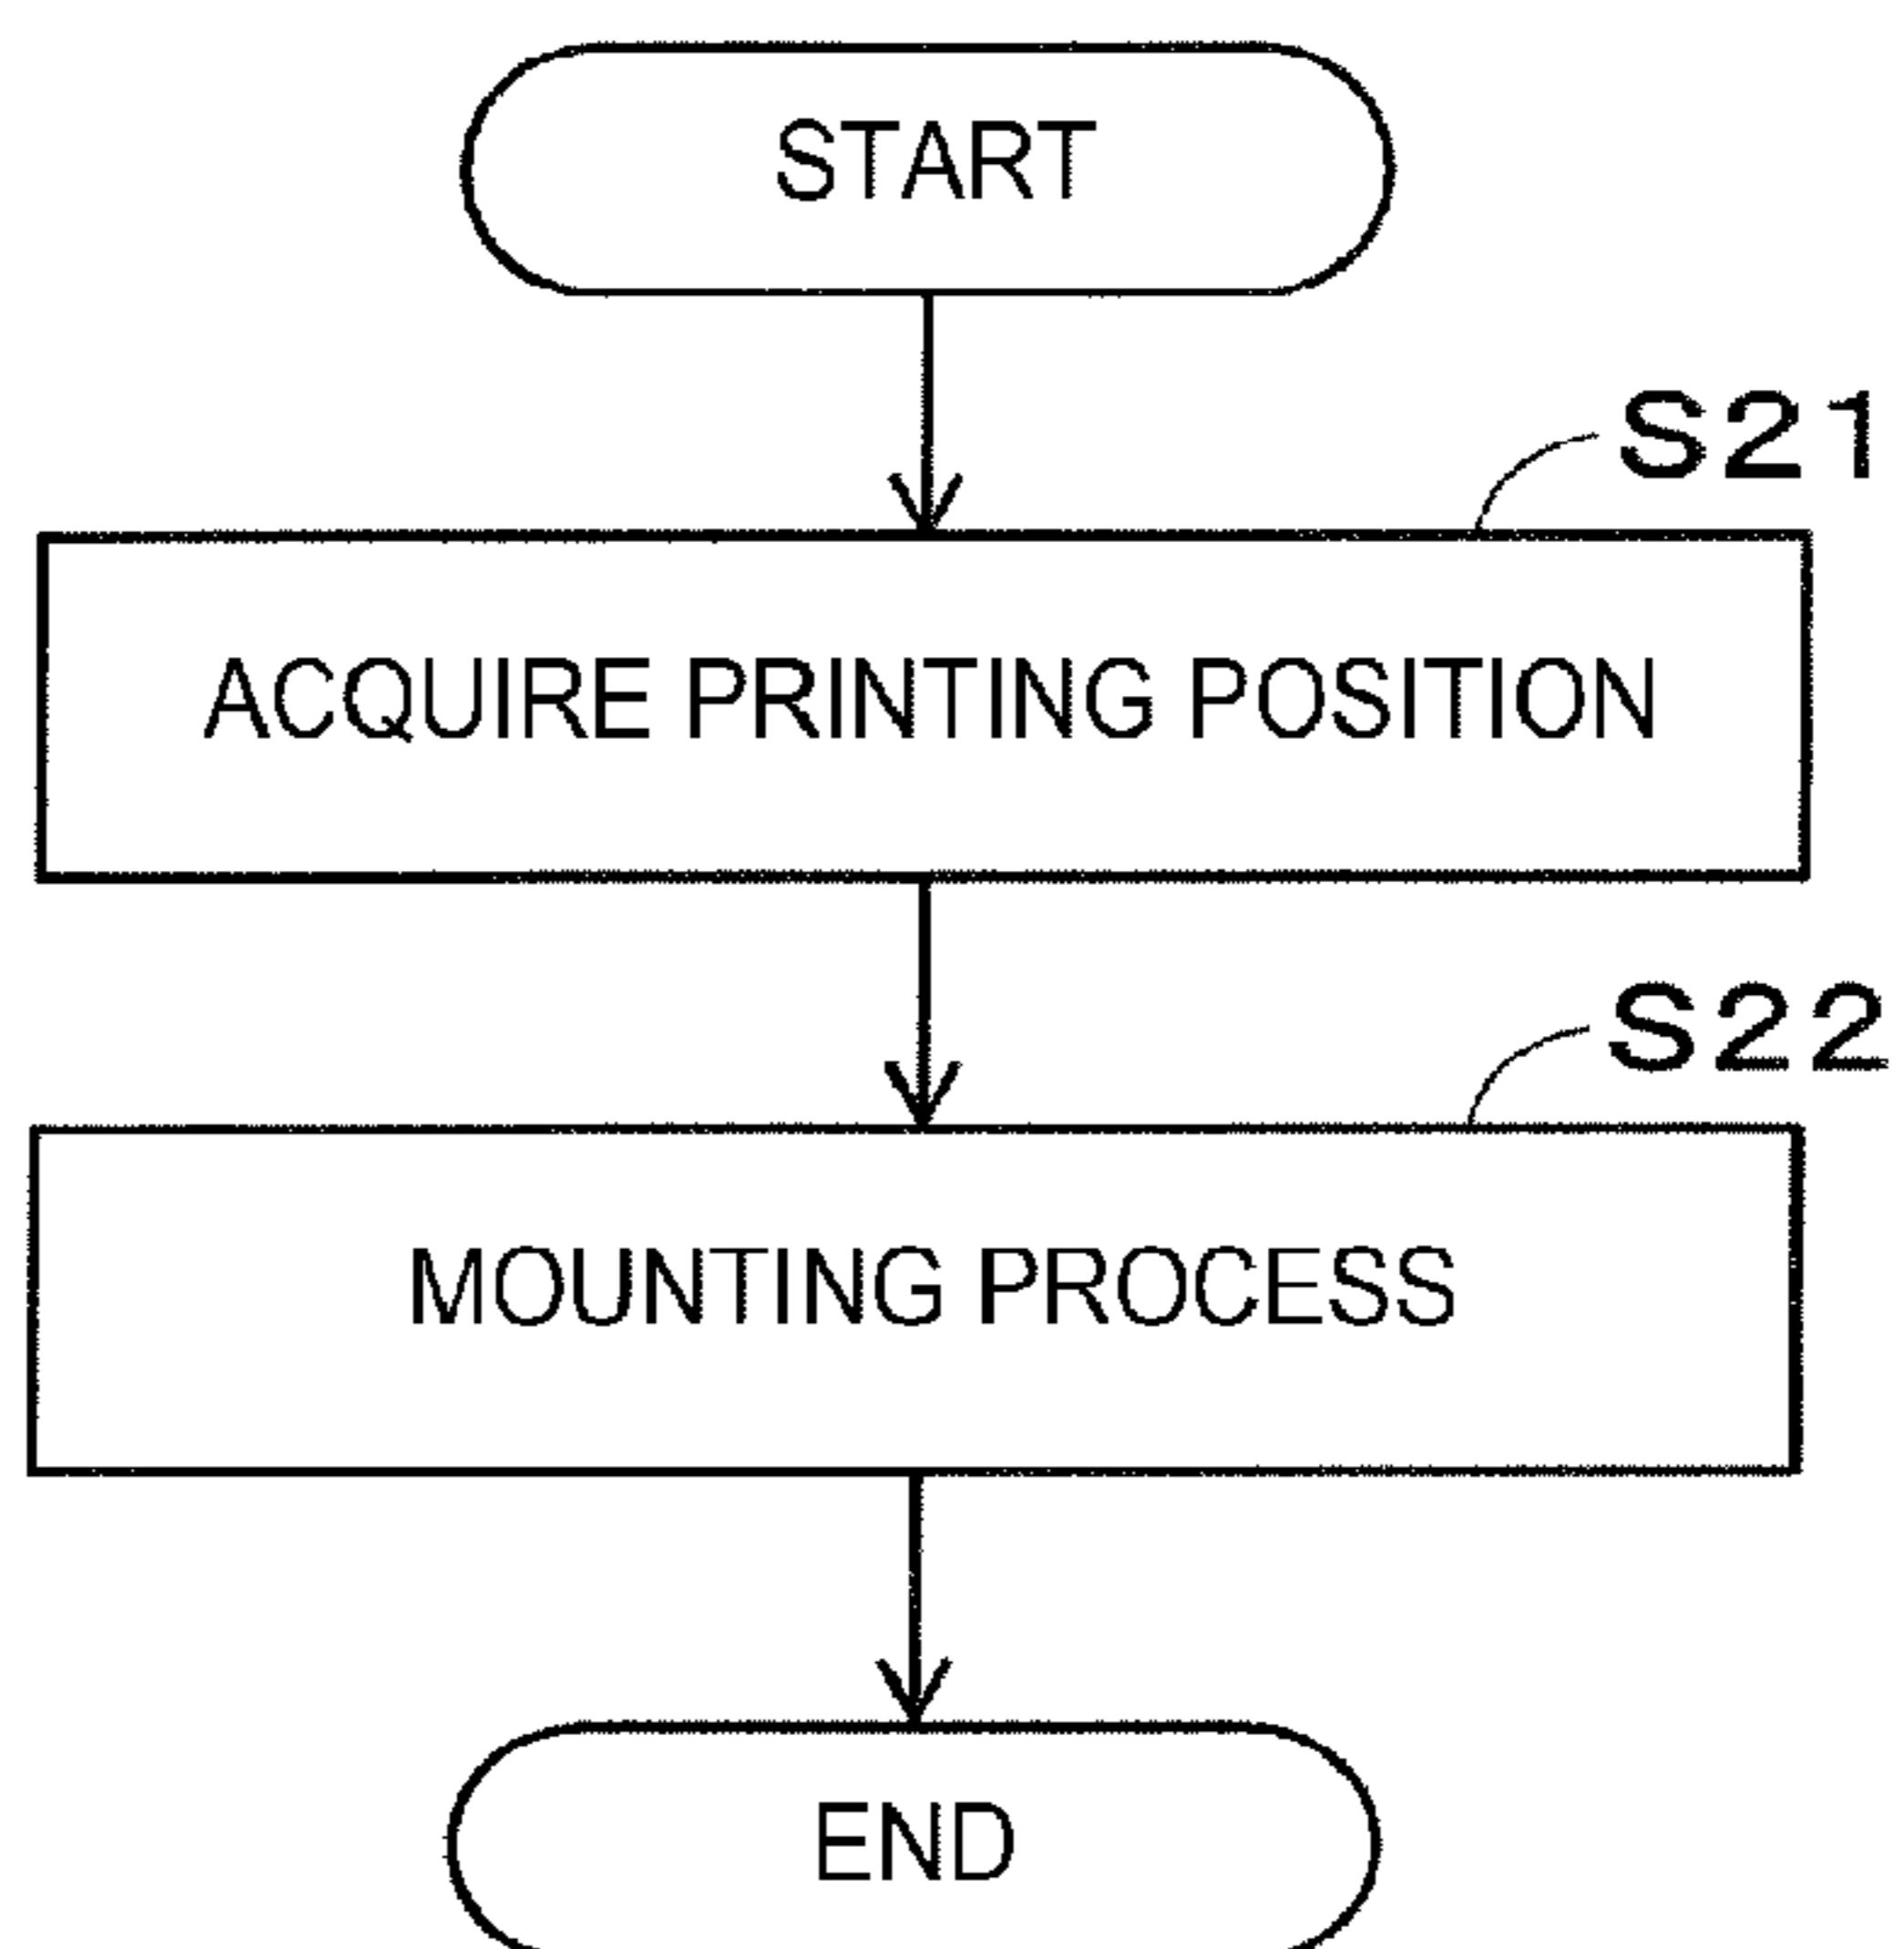 START
S21
ACQUIRE PRINTING POSITION
S22
MOUNTING PROCESS
END